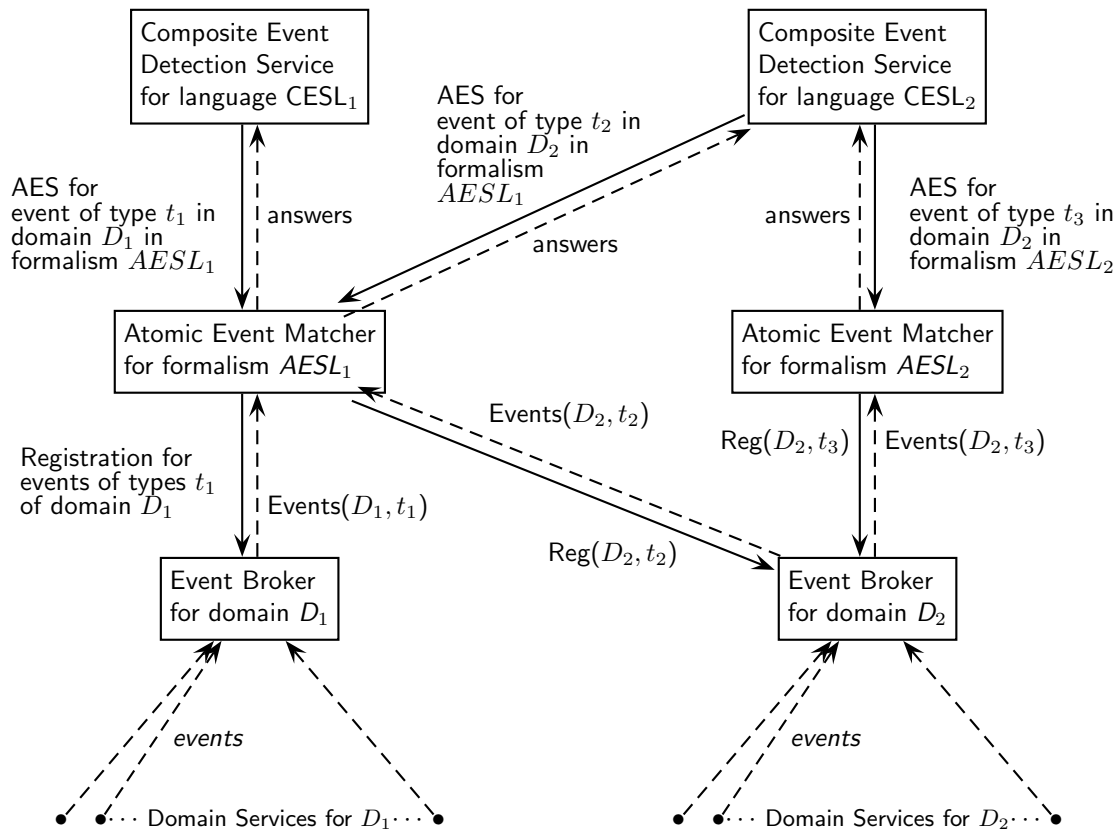 Composite Event
Detection Service
for language CESL₁
Composite Event
Detection Service
for language CESL₂
AES for
event of type t₂ in
domain D₂ in
formalism
AESL₁
AES for
event of type t₁ in
domain D₁ in
formalism AESL₁
answers
answers
answers
AES for
event of type t₃ in
domain D₂ in
formalism AESL₂
Atomic Event Matcher
for formalism AESL₁
Atomic Event Matcher
for formalism AESL₂
Registration for
events of types t₁
of domain D₁
Events(D₁, t₁)
Events(D₂, t₂)
Reg(D₂, t₂)
Reg(D₂, t₃)
Events(D₂, t₃)
Event Broker
for domain D₁
Event Broker
for domain D₂
events
events
··· Domain Services for D₁ ···
··· Domain Services for D₂ ···